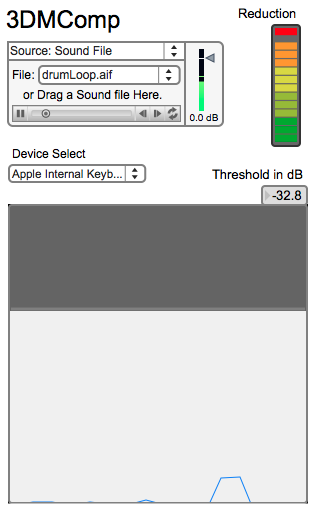 3DMComp
Reduction
Source: Sound File
File: drumLoop.aif
or Drag a Sound file Here.
0.0 dB
Device Select
Apple Internal Keyb...
Threshold in dB
-32.8